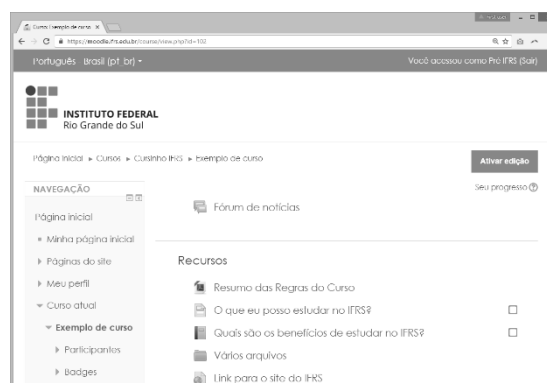 Curso: Exemplo de curso
https://moodle.ifrs.edu.br/course/view.php?id=102
Português - Brasil (pt_br)
Você acessou como Pró IFRS (Sair)
INSTITUTO FEDERAL
Rio Grande do Sul
Página inicial ▸ Cursos ▸ Cursinho IFRS ▸ Exemplo de curso
Ativar edição
NAVEGAÇÃO
Seu progresso
Fórum de notícias
Página inicial
Minha página inicial
Recursos
Páginas do site
Resumo das Regras do Curso
Meu perfil
O que eu posso estudar no IFRS?
Curso atual
Quais são os benefícios de estudar no IFRS?
Exemplo de curso
Vários arquivos
Participantes
Link para o site do IFRS
Badges